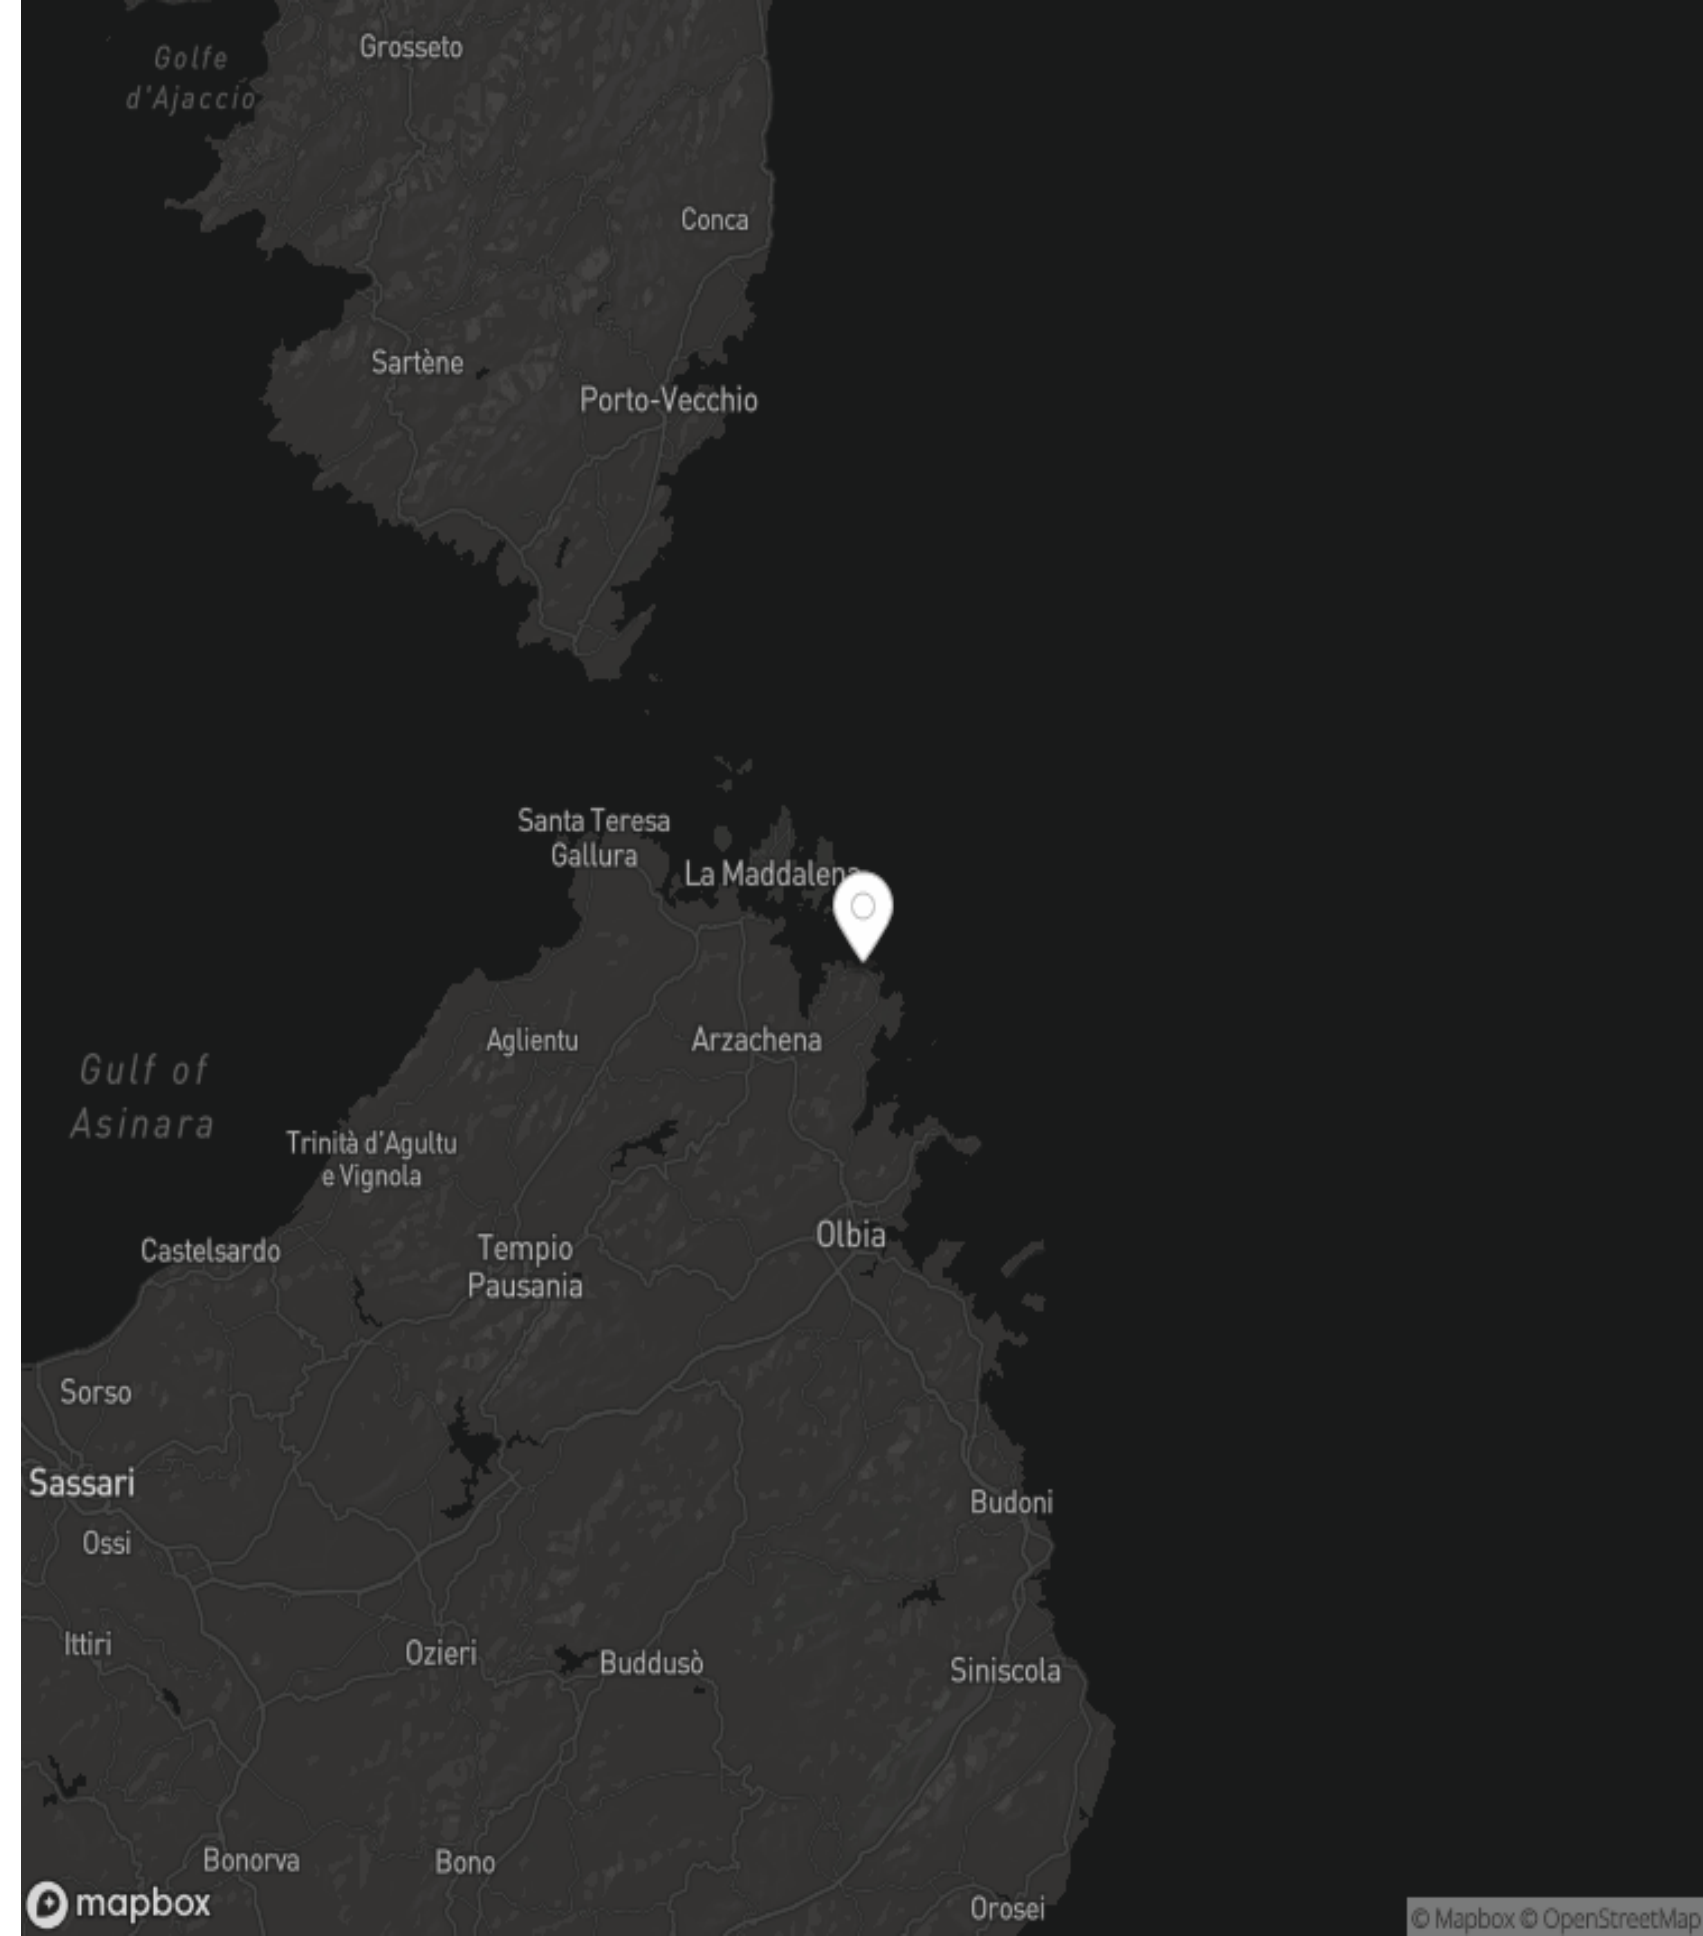 Grosseto
Golfe
d'Ajaccio
Conca
Sartène
Porto-Vecchio
Santa Teresa
Gallura
La Maddalena
Aglientu
Arzachena
Gulf of
Asinara
Trinità d'Agultu
e Vignola
Olbia
Castelsardo
Tempio
Pausania
Sorso
Sassari
Budoni
Ossi
Ittiri
Ozieri
Buddusò
Siniscola
Bonorva
Bono
mapbox
Orosei
© Mapbox © OpenStreetMap